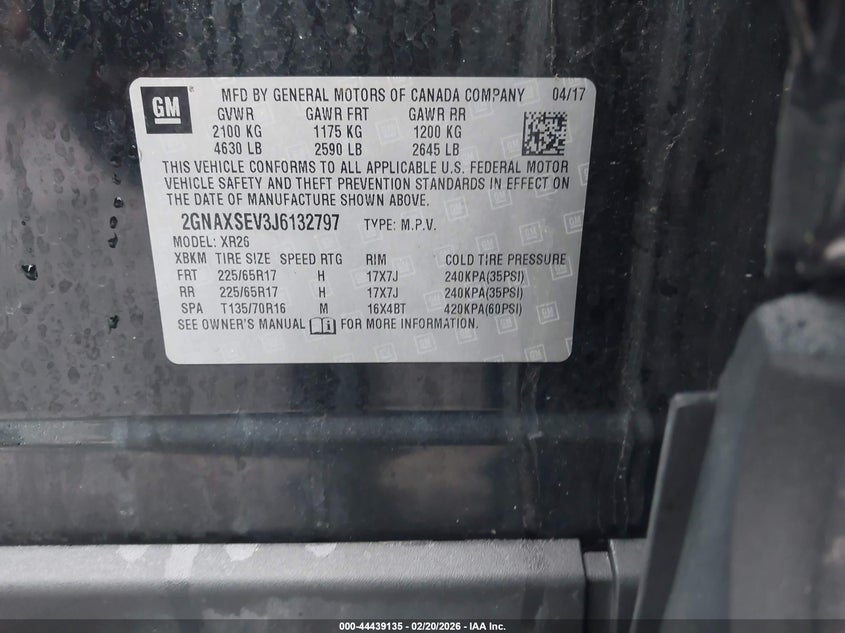 GM
MFD BY GENERAL MOTORS OF CANADA COMPANY 04/17
GVWR GAWR FRT GAWR RR
2100 KG 1175 KG 1200 KG
4630 LB 2590 LB 2645 LB
THIS VEHICLE CONFORMS TO ALL APPLICABLE U.S. FEDERAL MOTOR
VEHICLE SAFETY AND THEFT PREVENTION STANDARDS IN EFFECT ON
THE DATE OF MANUFACTURE SHOWN ABOVE.
2GNAXSEV3J6132797 TYPE: M.P.V.
MODEL: XR26
XBKM TIRE SIZE SPEED RTG RIM COLD TIRE PRESSURE
FRT 225/65R17 H 17X7J 240KPA(35PSI)
RR 225/65R17 H 17X7J 240KPA(35PSI)
SPA T135/70R16 M 16X4BT 420KPA(60PSI)
SEE OWNER'S MANUAL FOR MORE INFORMATION.
000-44439135 - 02/20/2026 - IAA Inc.